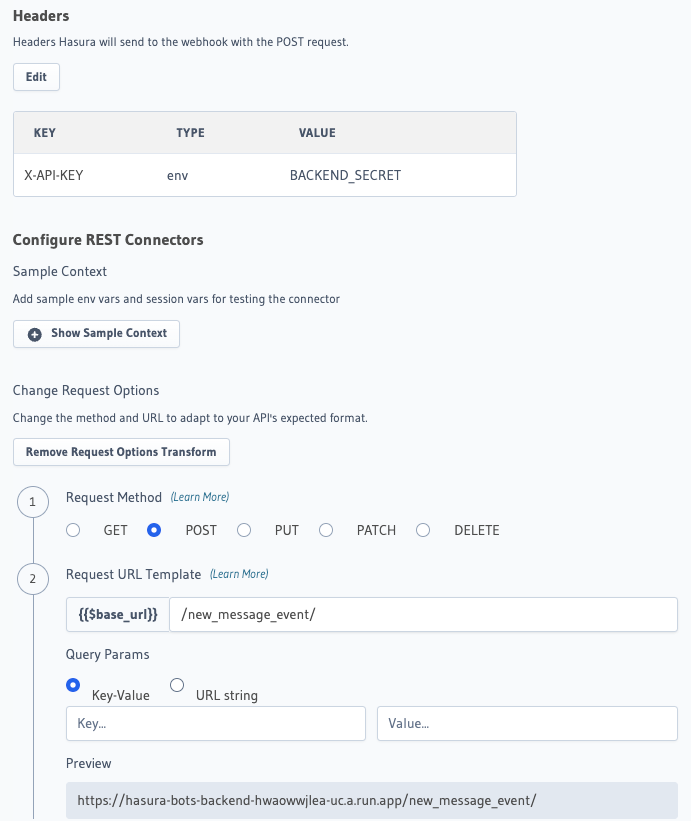 Headers
Headers Hasura will send to the webhook with the POST request.
Edit
KEY TYPE VALUE
X-API-KEY env BACKEND_SECRET
Configure REST Connectors
Sample Context
Add sample env vars and session vars for testing the connector
Show Sample Context
Change Request Options
Change the method and URL to adapt to your API's expected format.
Remove Request Options Transform
1 Request Method (Learn More)
GET POST PUT PATCH DELETE
2 Request URL Template (Learn More)
{{$base_url}} /new_message_event/
Query Params
Key-Value URL string
Key... Value...
Preview
https://hasura-bots-backend-hwaowwjlea-uc.a.run.app/new_message_event/